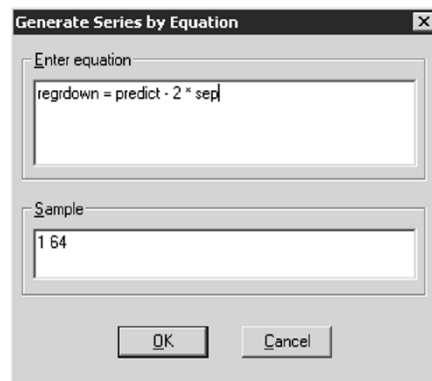 Generate Series by Equation
Enter equation
regrdown = predict - 2 * sep
Sample
1 64
OK
Cancel